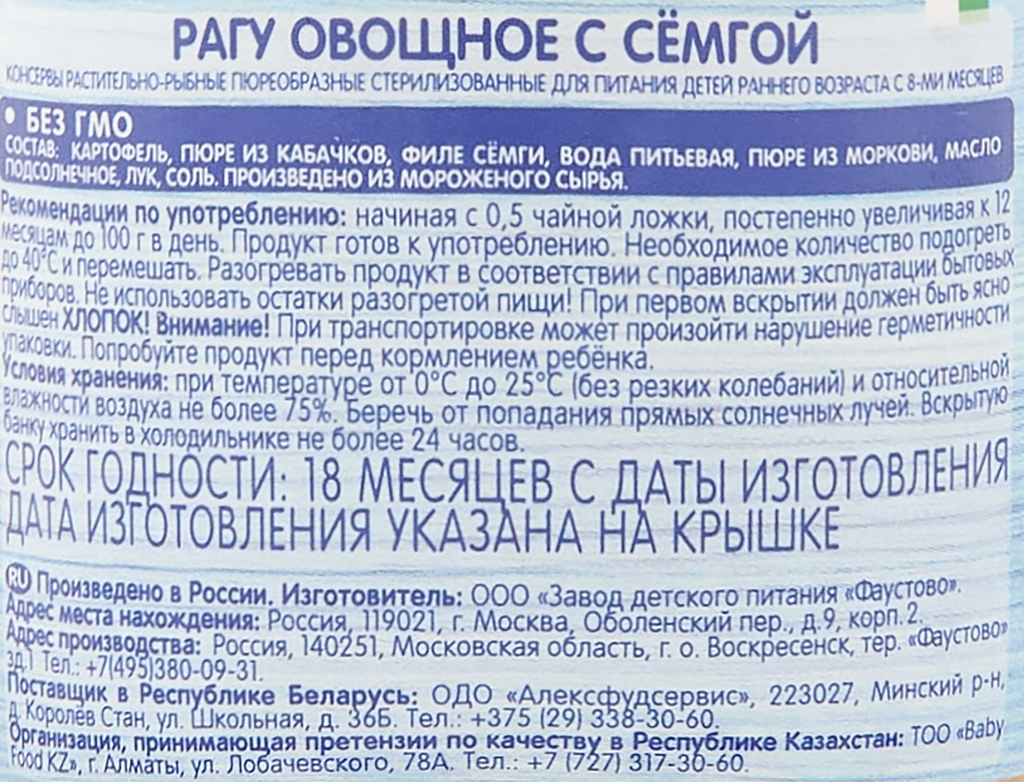 РАГУ ОВОЩНОЕ С СЁМГОЙ
КОНСЕРВЫ РАСТИТЕЛЬНО-РЫБНЫЕ ПЮРЕОБРАЗНЫЕ СТЕРИЛИЗОВАННЫЕ ДЛЯ ПИТАНИЯ ДЕТЕЙ РАННЕГО ВОЗРАСТА С 8-МИ МЕСЯЦЕВ
• БЕЗ ГМО
СОСТАВ: КАРТОФЕЛЬ, ПЮРЕ ИЗ КАБАЧКОВ, ФИЛЕ СЁМГИ, ВОДА ПИТЬЕВАЯ, ПЮРЕ ИЗ МОРКОВИ, МАСЛО
ПОДСОЛНЕЧНОЕ, ЛУК, СОЛЬ. ПРОИЗВЕДЕНО ИЗ МОРОЖЕНОГО СЫРЬЯ.
Рекомендации по употреблению: начиная с 0,5 чайной ложки, постепенно увеличивая к 12
месяцам до 100 г в день. Продукт готов к употреблению. Необходимое количество подогреть
до 40°С и перемешать. Разогревать продукт в соответствии с правилами эксплуатации бытовых
приборов. Не использовать остатки разогретой пищи! При первом вскрытии должен быть ясно
слышен ХЛОПОК! Внимание! При транспортировке может произойти нарушение герметичности
упаковки. Попробуйте продукт перед кормлением ребёнка.
Условия хранения: при температуре от 0°С до 25°С (без резких колебаний) и относительной
влажности воздуха не более 75%. Беречь от попадания прямых солнечных лучей. Вскрытую
банку хранить в холодильнике не более 24 часов.
СРОК ГОДНОСТИ: 18 МЕСЯЦЕВ С ДАТЫ ИЗГОТОВЛЕНИЯ
ДАТА ИЗГОТОВЛЕНИЯ УКАЗАНА НА КРЫШКЕ
RU Произведено в России. Изготовитель: ООО «Завод детского питания «Фаустово».
Адрес места нахождения: Россия, 119021, г. Москва, Оболенский пер., д.9, корп.2.
Адрес производства: Россия, 140251, Московская область, г. о. Воскресенск, тер. «Фаустово»
зд.1 Тел.: +7(495)380-09-31.
Поставщик в Республике Беларусь: ОДО «Алексфудсервис», 223027, Минский р-н,
д. Королёв Стан, ул. Школьная, д. 36Б. Тел.: +375 (29) 338-30-60.
Организация, принимающая претензии по качеству в Республике Казахстан: ТОО «Baby
Food KZ», г. Алматы, ул. Лобачевского, 78А. Тел.: +7 (727) 317-30-60.